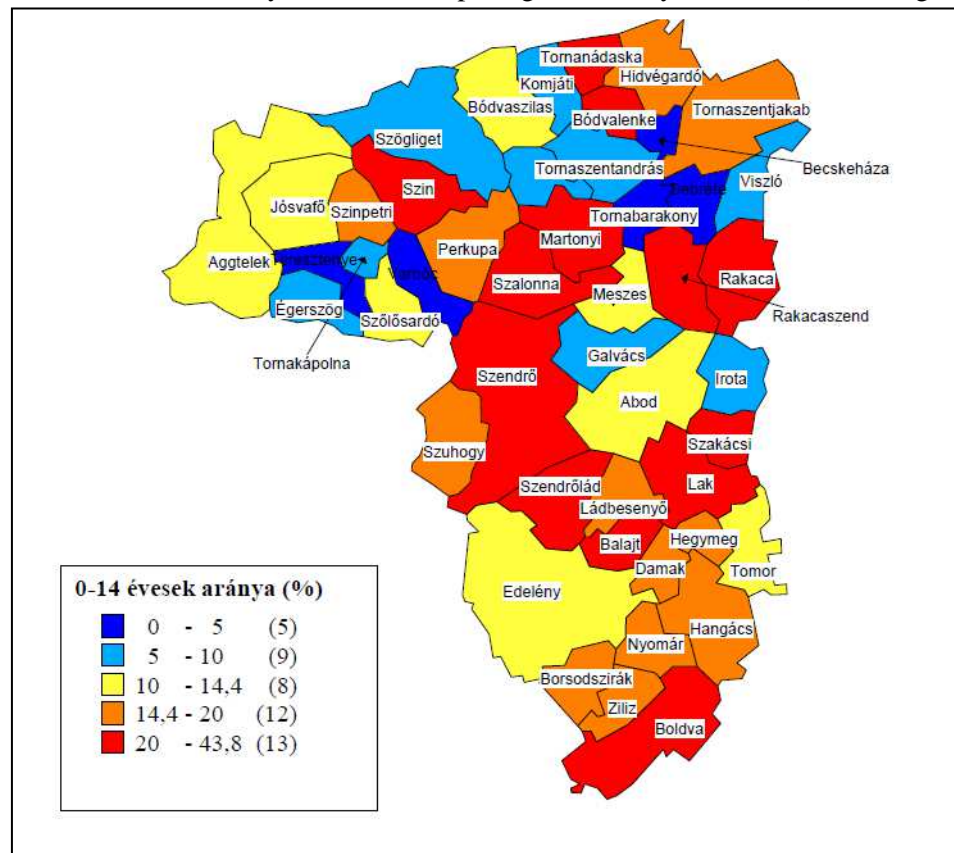 Tornanádaska
Hidvégardó
Komjáti
Bódvaszilas
Tornaszentjakab
Bódvalenke
Szögliget
Tornaszentandrás
Becskeháza
Viszló
Debréte
Szin
Jósvafő
Szinpetri
Tornabarakony
Martonyi
Perkupa
Aggtelek
Teresztenye
Varbóc
Rakaca
Szalonna
Meszes
Égerszög
Rakacaszend
Szőlősardó
Tornakápolna
Galvács
Szendrő
Irota
Abod
Szakácsi
Szuhogy
Lak
Szendrőlád
Ládbesenyő
Hegymeg
Balajt
Damak
Tomor
Edelény
Hangács
Nyomár
Borsodszirák
Ziliz
Boldva
0-14 évesek aránya (%)
0 - 5 (5)
5 - 10 (9)
10 - 14,4 (8)
14,4 - 20 (12)
20 - 43,8 (13)